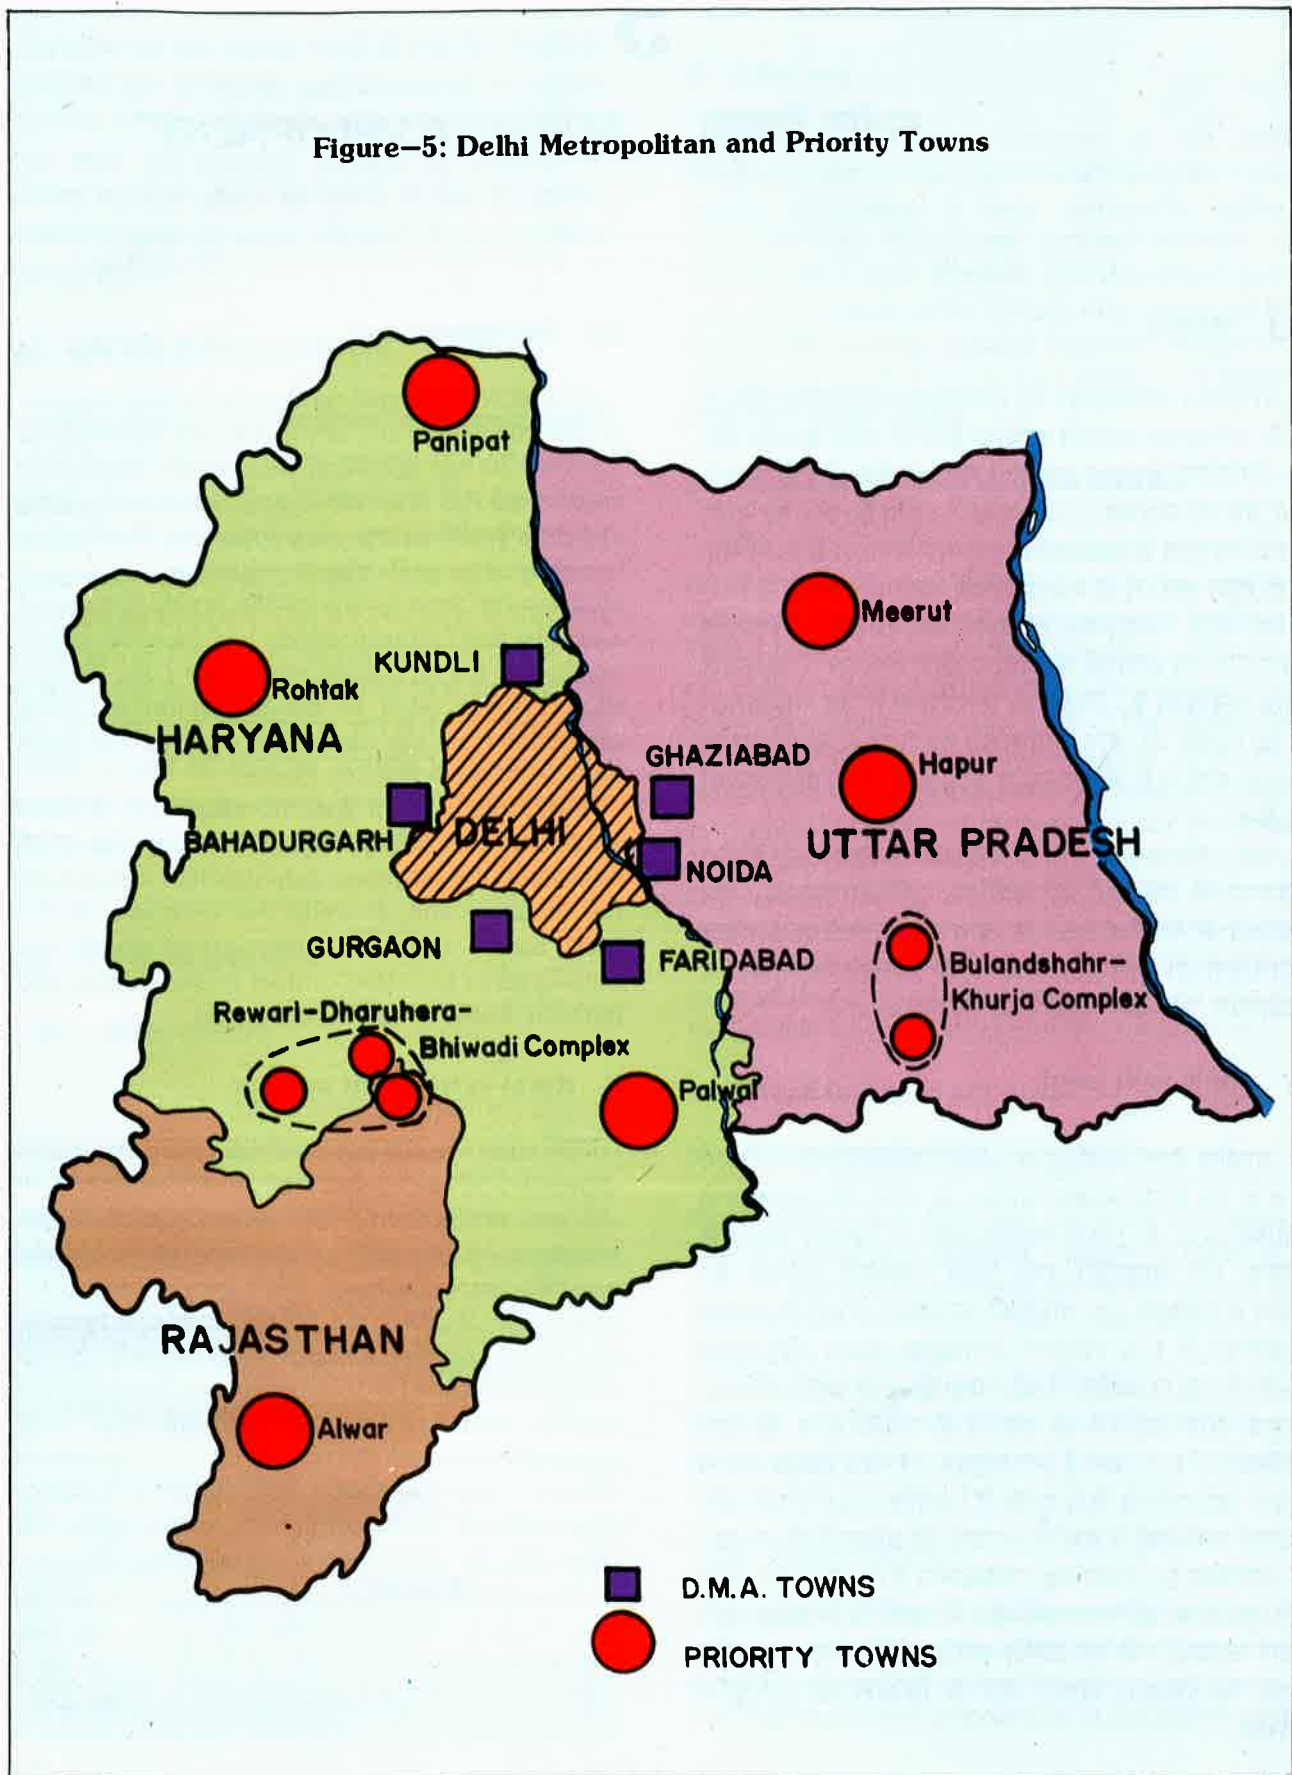 Figure—5: Delhi Metropolitan and Priority Towns
Panipat
Meerut
KUNDLI
Rohtak
HARYANA
GHAZIABAD
Hapur
BAHADURGARH
DELHI
UTTAR PRADESH
NOIDA
GURGAON
FARIDABAD
Bulandshahr-
Khurja Complex
Rewari-Dharuhera-
Bhiwadi Complex
Palwal
RAJASTHAN
Alwar
D.M.A. TOWNS
PRIORITY TOWNS